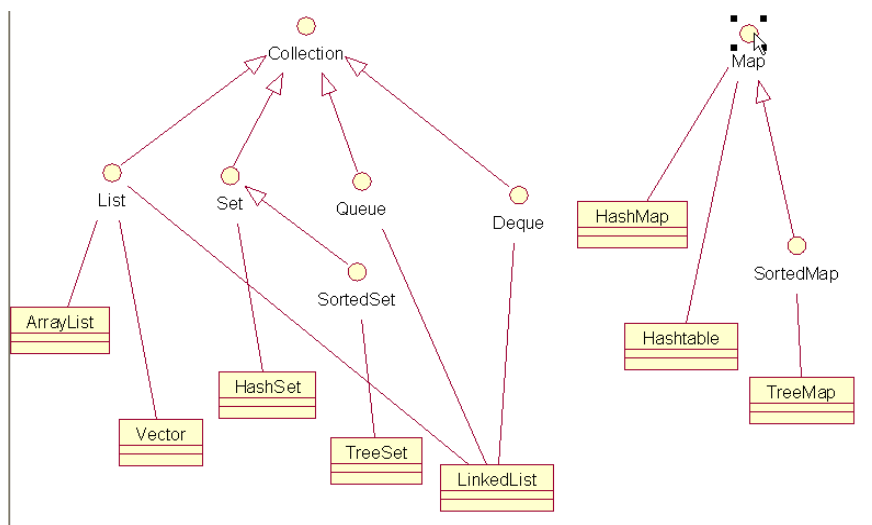 Collection
Map
List
Set
Queue
Deque
HashMap
SortedMap
SortedSet
ArrayList
Hashtable
HashSet
TreeMap
Vector
TreeSet
LinkedList